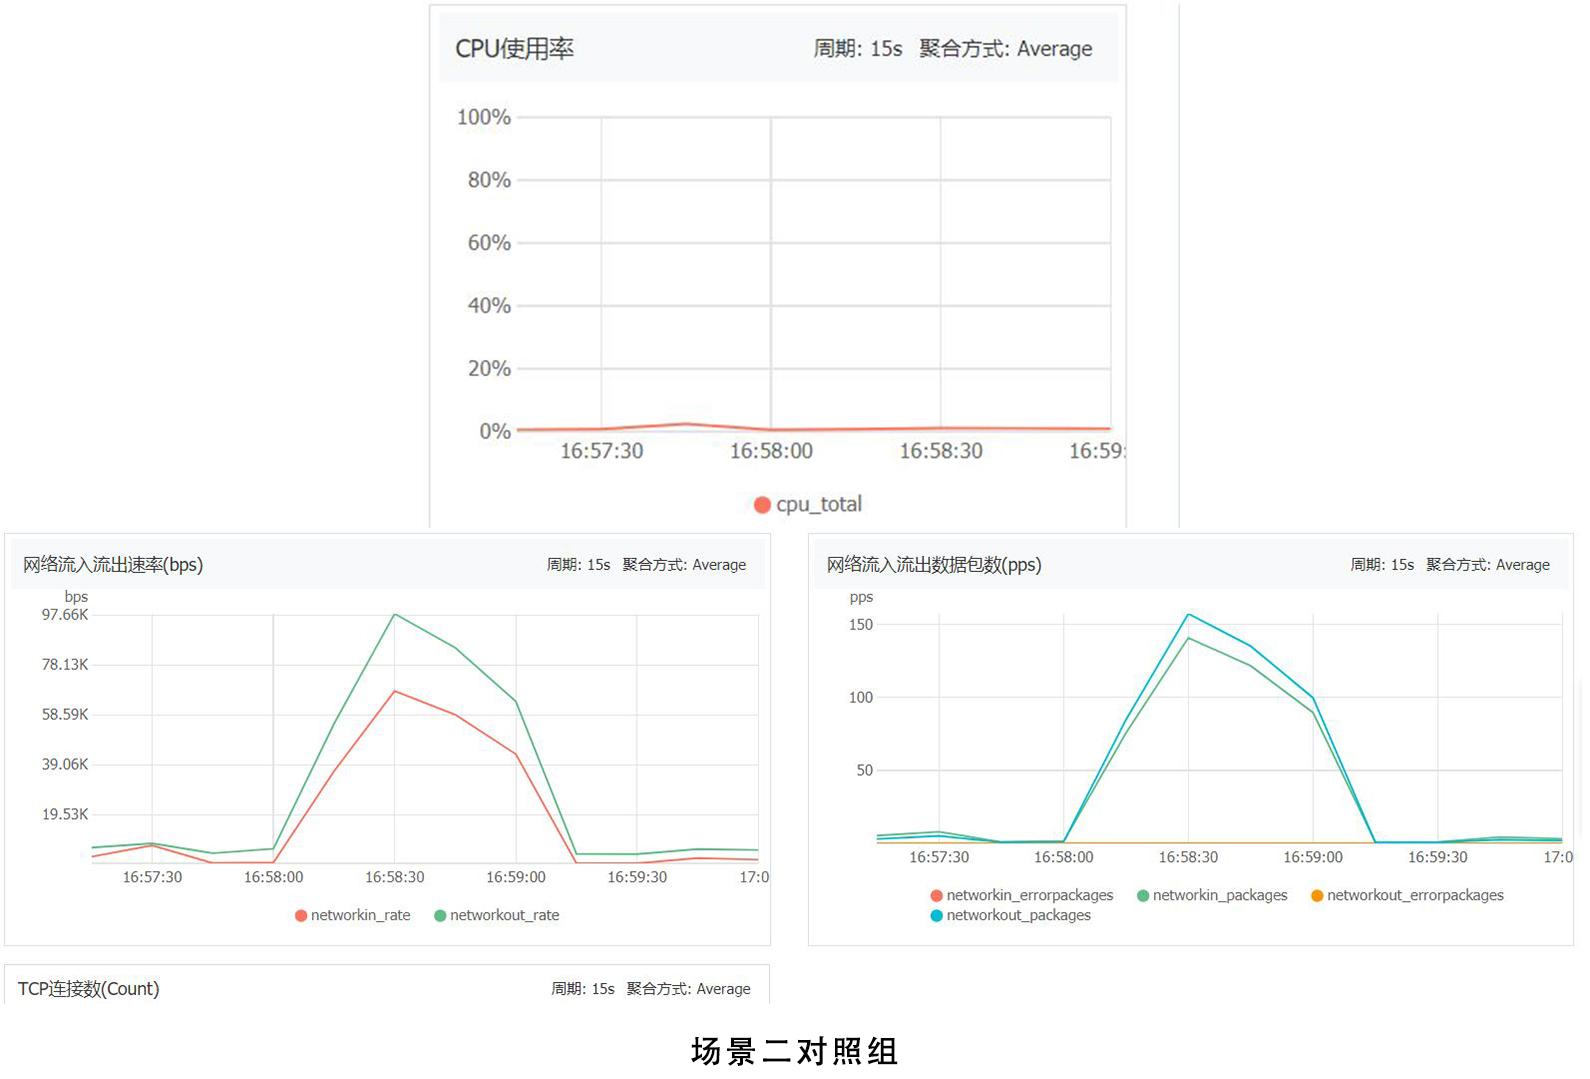 CPU使用率 周期: 15s 聚合方式: Average
100%
80%
60%
40%
20%
0%
16:57:30 16:58:00 16:58:30 16:59:
cpu_total
网络流入流出速率(bps) 周期: 15s 聚合方式: Average
bps
97.66K
78.13K
58.59K
39.06K
19.53K
16:57:30 16:58:00 16:58:30 16:59:00 16:59:30 17:0
networkin_rate networkout_rate
网络流入流出数据包数(pps) 周期: 15s 聚合方式: Average
pps
150
100
50
16:57:30 16:58:00 16:58:30 16:59:00 16:59:30 17:0
networkin_errorpackages networkin_packages networkout_errorpackages
networkout_packages
TCP连接数(Count) 周期: 15s 聚合方式: Average
场景二对照组